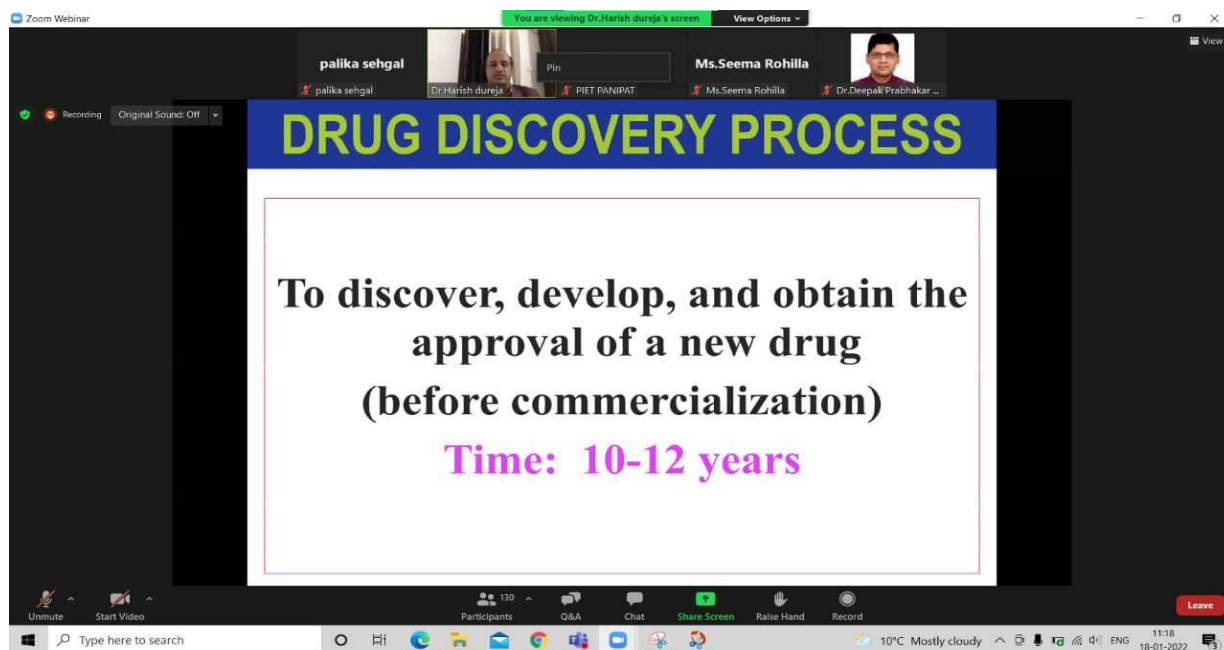 Zoom Webinar
You are viewing Dr.Harish dureja's screen
View Options
View
palika sehgal
Pin
Ms.Seema Rohilla
palika sehgal
Dr.Harish dureja
PIET PANIPAT
Ms.Seema Rohilla
Dr.Deepak Prabhakar ...
Recording
Original Sound: Off
DRUG DISCOVERY PROCESS
To discover, develop, and obtain the
approval of a new drug
(before commercialization)
Time: 10-12 years
Unmute
Start Video
130
Participants
Q&A
Chat
Share Screen
Raise Hand
Record
Leave
Type here to search
10°C Mostly cloudy
ENG
11:18
18-01-2022
3